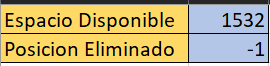 Espacio Disponible 1532
Posicion Eliminado -1